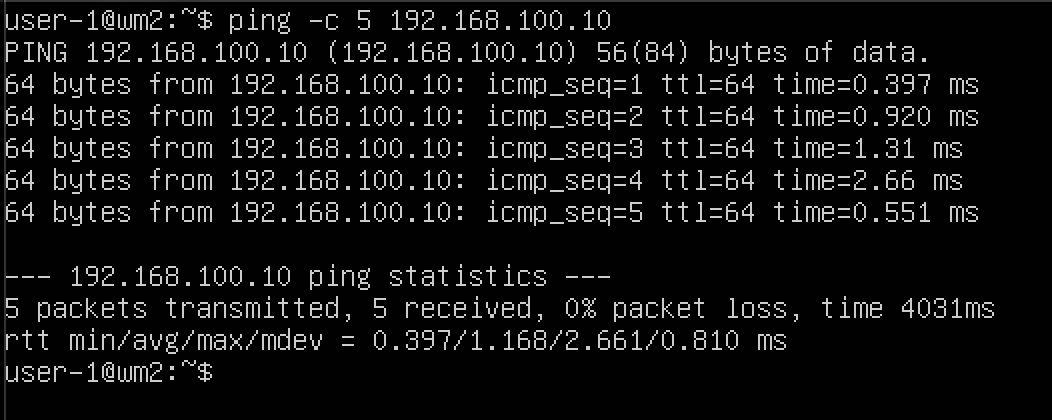 user-1@wm2:~$ ping -c 5 192.168.100.10
PING 192.168.100.10 (192.168.100.10) 56(84) bytes of data.
64 bytes from 192.168.100.10: icmp_seq=1 ttl=64 time=0.397 ms
64 bytes from 192.168.100.10: icmp_seq=2 ttl=64 time=0.920 ms
64 bytes from 192.168.100.10: icmp_seq=3 ttl=64 time=1.31 ms
64 bytes from 192.168.100.10: icmp_seq=4 ttl=64 time=2.66 ms
64 bytes from 192.168.100.10: icmp_seq=5 ttl=64 time=0.551 ms
--- 192.168.100.10 ping statistics ---
5 packets transmitted, 5 received, 0% packet loss, time 4031ms
rtt min/avg/max/mdev = 0.397/1.168/2.661/0.810 ms
user-1@wm2:~$